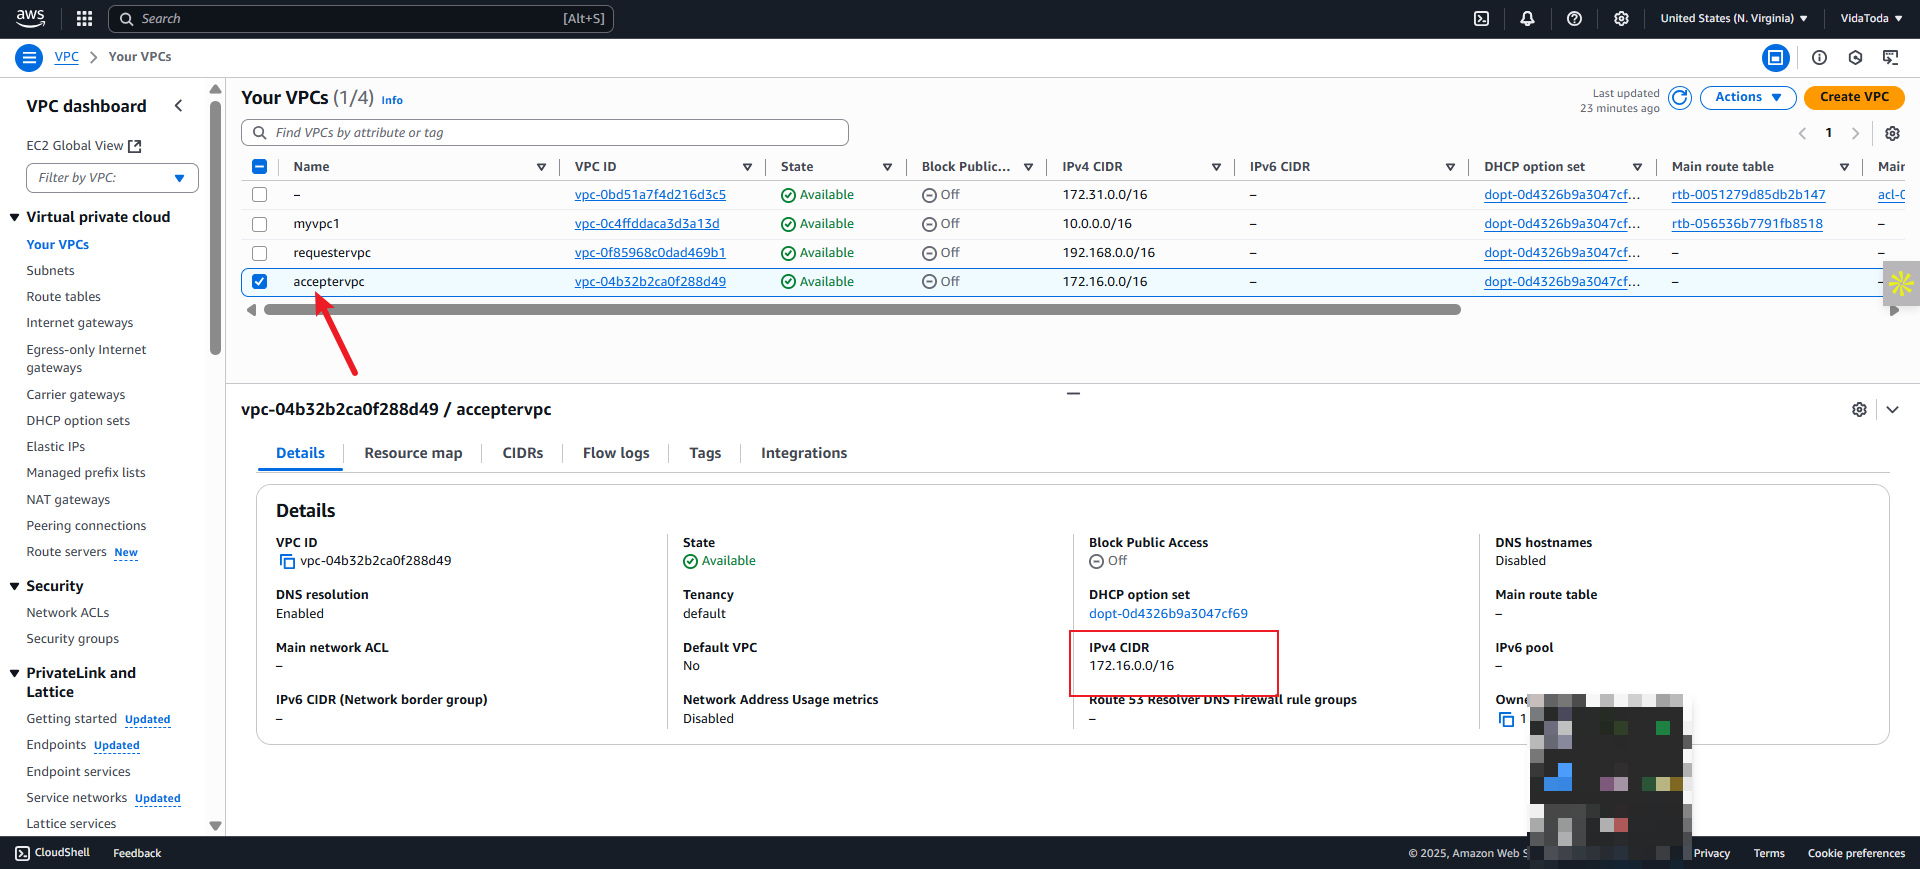 aws
Search
[Alt+S]
United States (N. Virginia)
VidaToda
VPC
Your VPCs
VPC dashboard
EC2 Global View
Filter by VPC:
Virtual private cloud
Your VPCs
Subnets
Route tables
Internet gateways
Egress-only Internet
gateways
Carrier gateways
DHCP option sets
Elastic IPs
Managed prefix lists
NAT gateways
Peering connections
Route servers New
Security
Network ACLs
Security groups
PrivateLink and
Lattice
Getting started Updated
Endpoints Updated
Endpoint services
Service networks Updated
Lattice services
Your VPCs (1/4) Info
Last updated
23 minutes ago
Actions
Create VPC
Find VPCs by attribute or tag
1
Name VPC ID State Block Public... IPv4 CIDR IPv6 CIDR DHCP option set Main route table Main
– vpc-0bd51a7f4d216d3c5 Available Off 172.31.0.0/16 – dopt-0d4326b9a3047cf... rtb-0051279d85db2b147
myvpc1 vpc-0c4ffddaca3d3a13d Available Off 10.0.0.0/16 – dopt-0d4326b9a3047cf... rtb-056536b7791fb8518 –
requestervpc vpc-0f85968c0dad469b1 Available Off 192.168.0.0/16 – dopt-0d4326b9a3047cf... – –
acceptervpc vpc-04b32b2ca0f288d49 Available Off 172.16.0.0/16 – dopt-0d4326b9a3047cf... – –
vpc-04b32b2ca0f288d49 / acceptervpc
Details Resource map CIDRs Flow logs Tags Integrations
Details
VPC ID
vpc-04b32b2ca0f288d49
State
Available
Block Public Access
Off
DNS hostnames
Disabled
DNS resolution
Enabled
Tenancy
default
DHCP option set
dopt-0d4326b9a3047cf69
Main route table
–
Main network ACL
–
Default VPC
No
IPv4 CIDR
172.16.0.0/16
IPv6 pool
–
IPv6 CIDR (Network border group)
–
Network Address Usage metrics
Disabled
Route 53 Resolver DNS Firewall rule groups
–
1
CloudShell
Feedback
© 2025, Amazon Web
Privacy
Terms
Cookie preferences